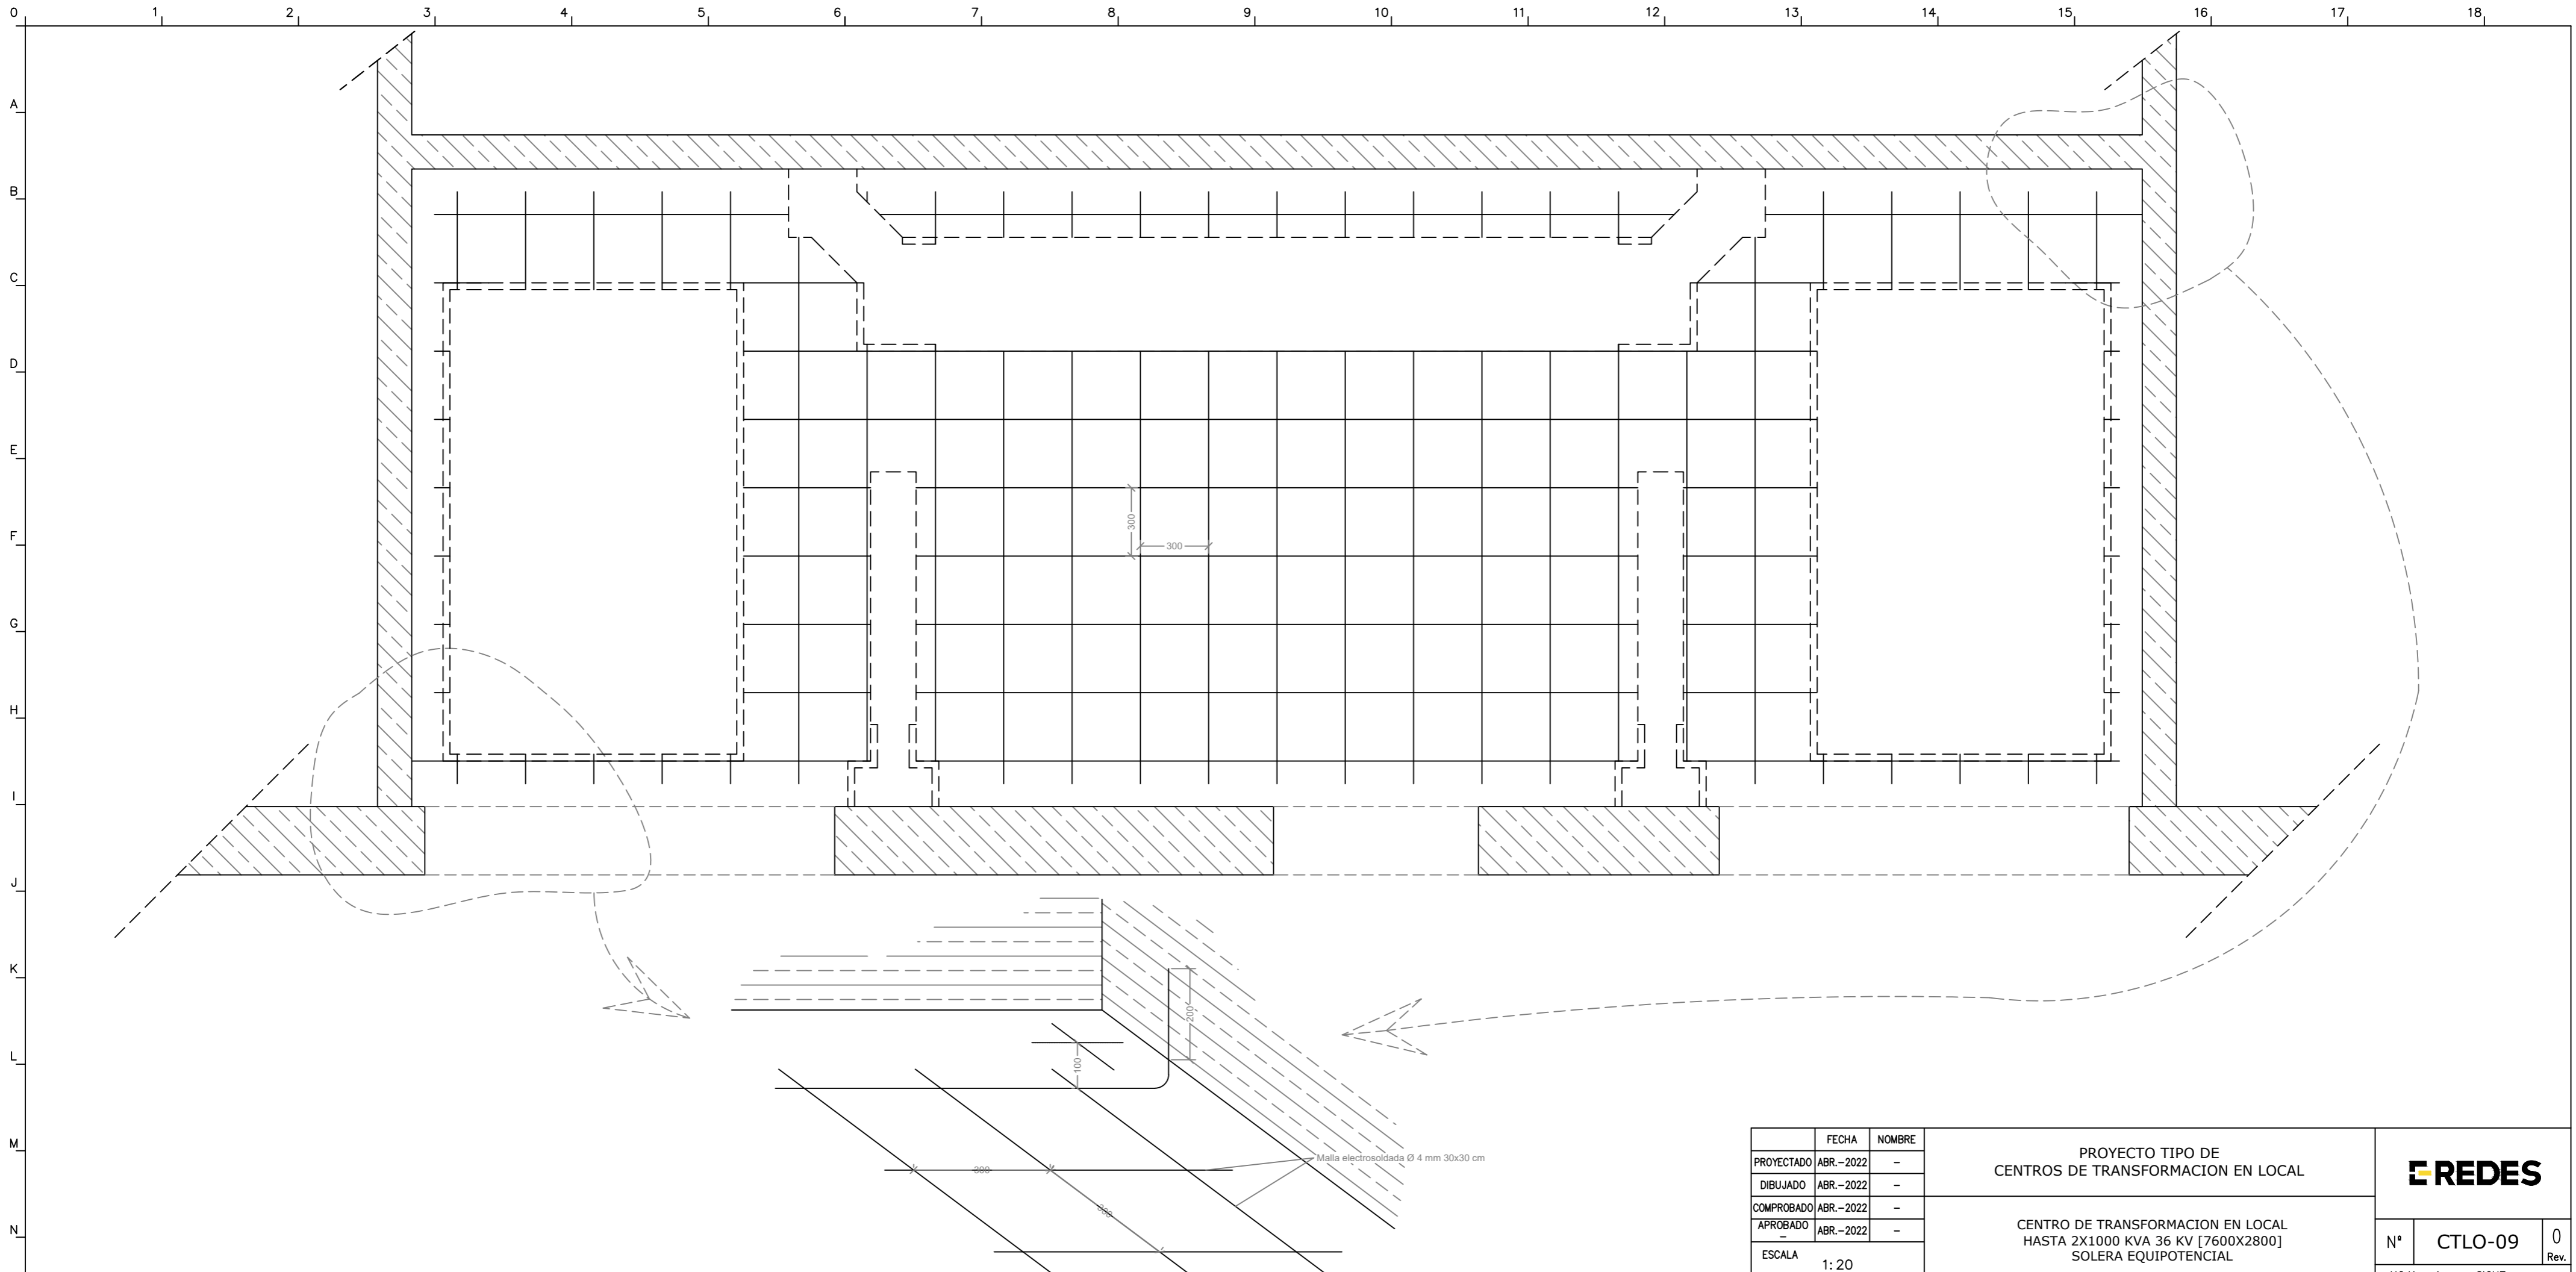 0 1 2 3 4 5 6 7 8 9 10 11 12 13 14 15 16 17 18
A
B
C
D
E
F
G
H
I
J
K
L
M
N
300
300
200
100
300
300
Malla electrosoldada Ø 4 mm 30x30 cm
FECHA NOMBRE
PROYECTADO ABR.-2022 -
DIBUJADO ABR.-2022 -
COMPROBADO ABR.-2022 -
APROBADO - ABR.-2022 -
ESCALA
1:20
PROYECTO TIPO DE
CENTROS DE TRANSFORMACION EN LOCAL
CENTRO DE TRANSFORMACION EN LOCAL
HASTA 2X1000 KVA 36 KV [7600X2800]
SOLERA EQUIPOTENCIAL
E-REDES
Nº CTLO-09 0
Rev.